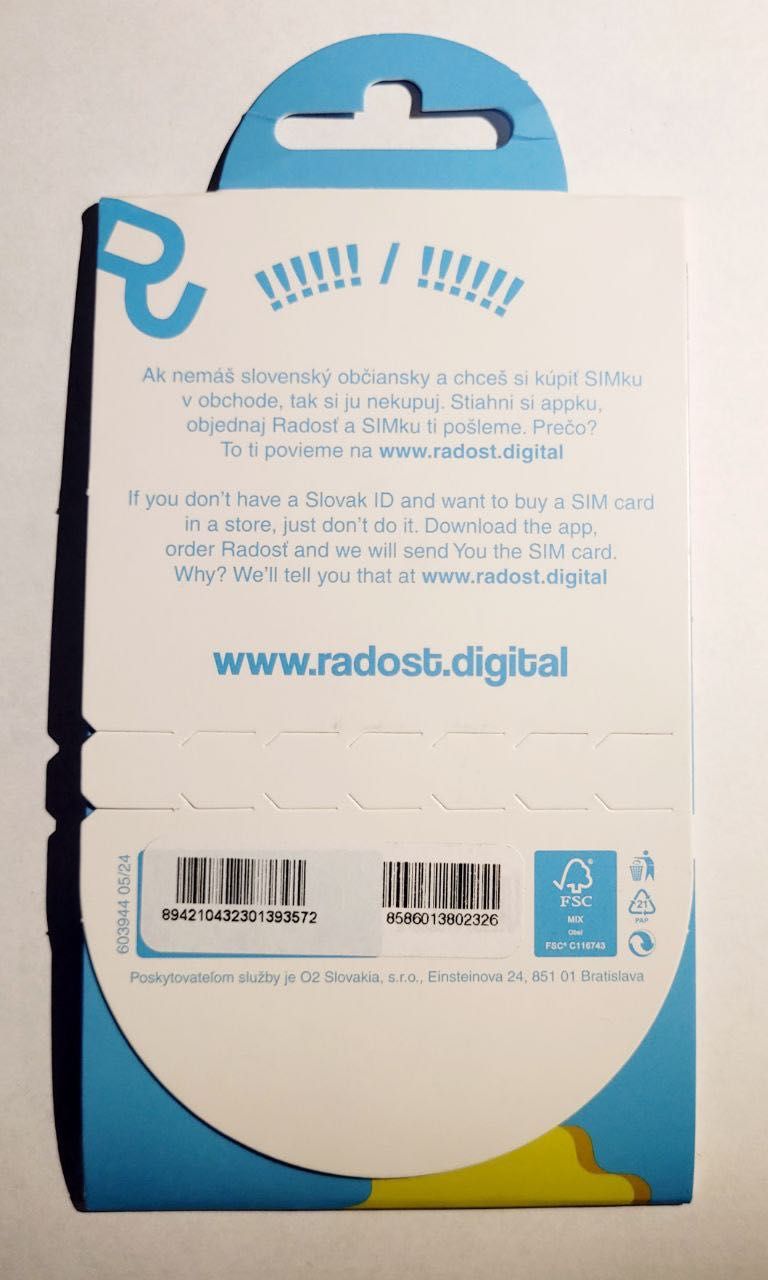 !!!!!! / !!!!!!
Ak nemáš slovenský občiansky a chceš si kúpiť SIMku
v obchode, tak si ju nekupuj. Stiahni si appku,
objednaj Radosť a SIMku ti pošleme. Prečo?
To ti povieme na www.radost.digital
If you don't have a Slovak ID and want to buy a SIM card
in a store, just don't do it. Download the app,
order Radosť and we will send You the SIM card.
Why? We'll tell you that at www.radost.digital
www.radost.digital
603944 05/24
894210432301393572
8586013802326
FSC
MIX
Obal
FSC® C116743
21
PAP
Poskytovateľom služby je O2 Slovakia, s.r.o., Einsteinova 24, 851 01 Bratislava